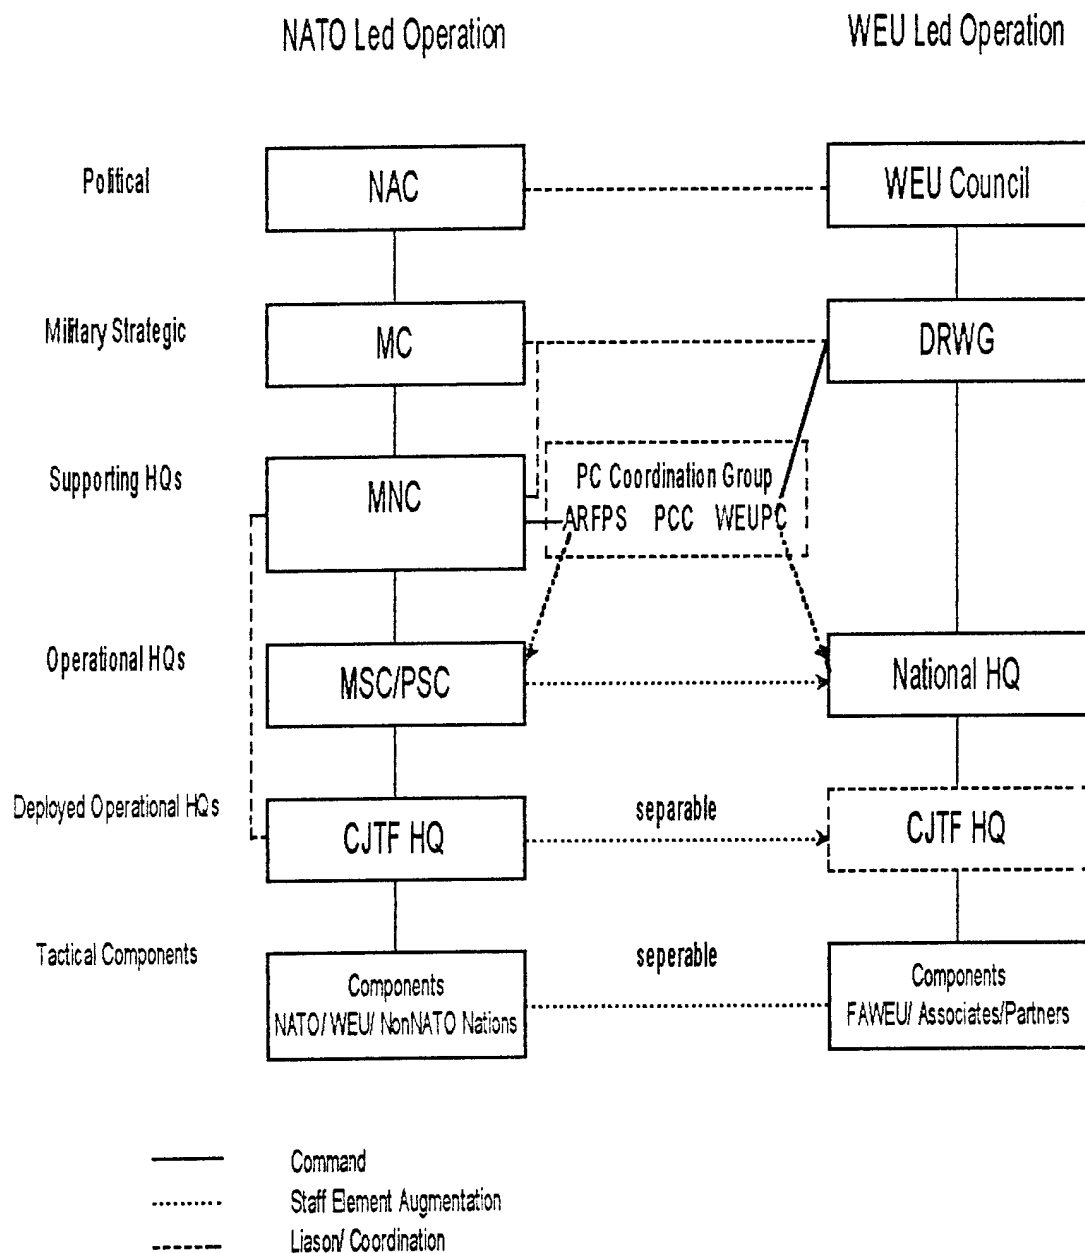 NATO Led Operation
WEU Led Operation
Political
NAC
WEU Council
Military Strategic
MC
DRWG
Supporting HQs
MNC
PC Coordination Group
ARFPS PCC WEUPC
Operational HQs
MSC/PSC
National HQ
Deployed Operational HQs
CJTF HQ
separable
CJTF HQ
Tactical Components
seperable
Components
NATO/ WEU/ NonNATO Nations
Components
FAWEU/ Associates/Partners
Command
Staff Element Augmentation
Liason/ Coordination